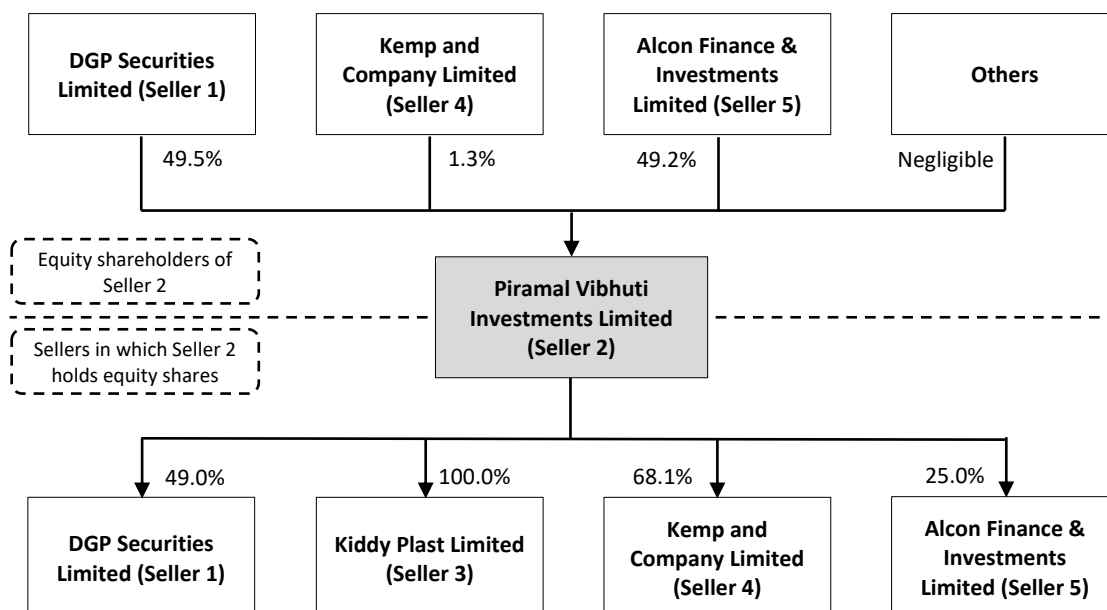 DGP Securities
Limited (Seller 1)
Kemp and
Company Limited
(Seller 4)
Alcon Finance &
Investments
Limited (Seller 5)
Others
49.5%
1.3%
49.2%
Negligible
Equity shareholders of
Seller 2
Piramal Vibhuti
Investments Limited
(Seller 2)
Sellers in which Seller 2
holds equity shares
49.0%
100.0%
68.1%
25.0%
DGP Securities
Limited (Seller 1)
Kiddy Plast Limited
(Seller 3)
Kemp and
Company Limited
(Seller 4)
Alcon Finance &
Investments
Limited (Seller 5)